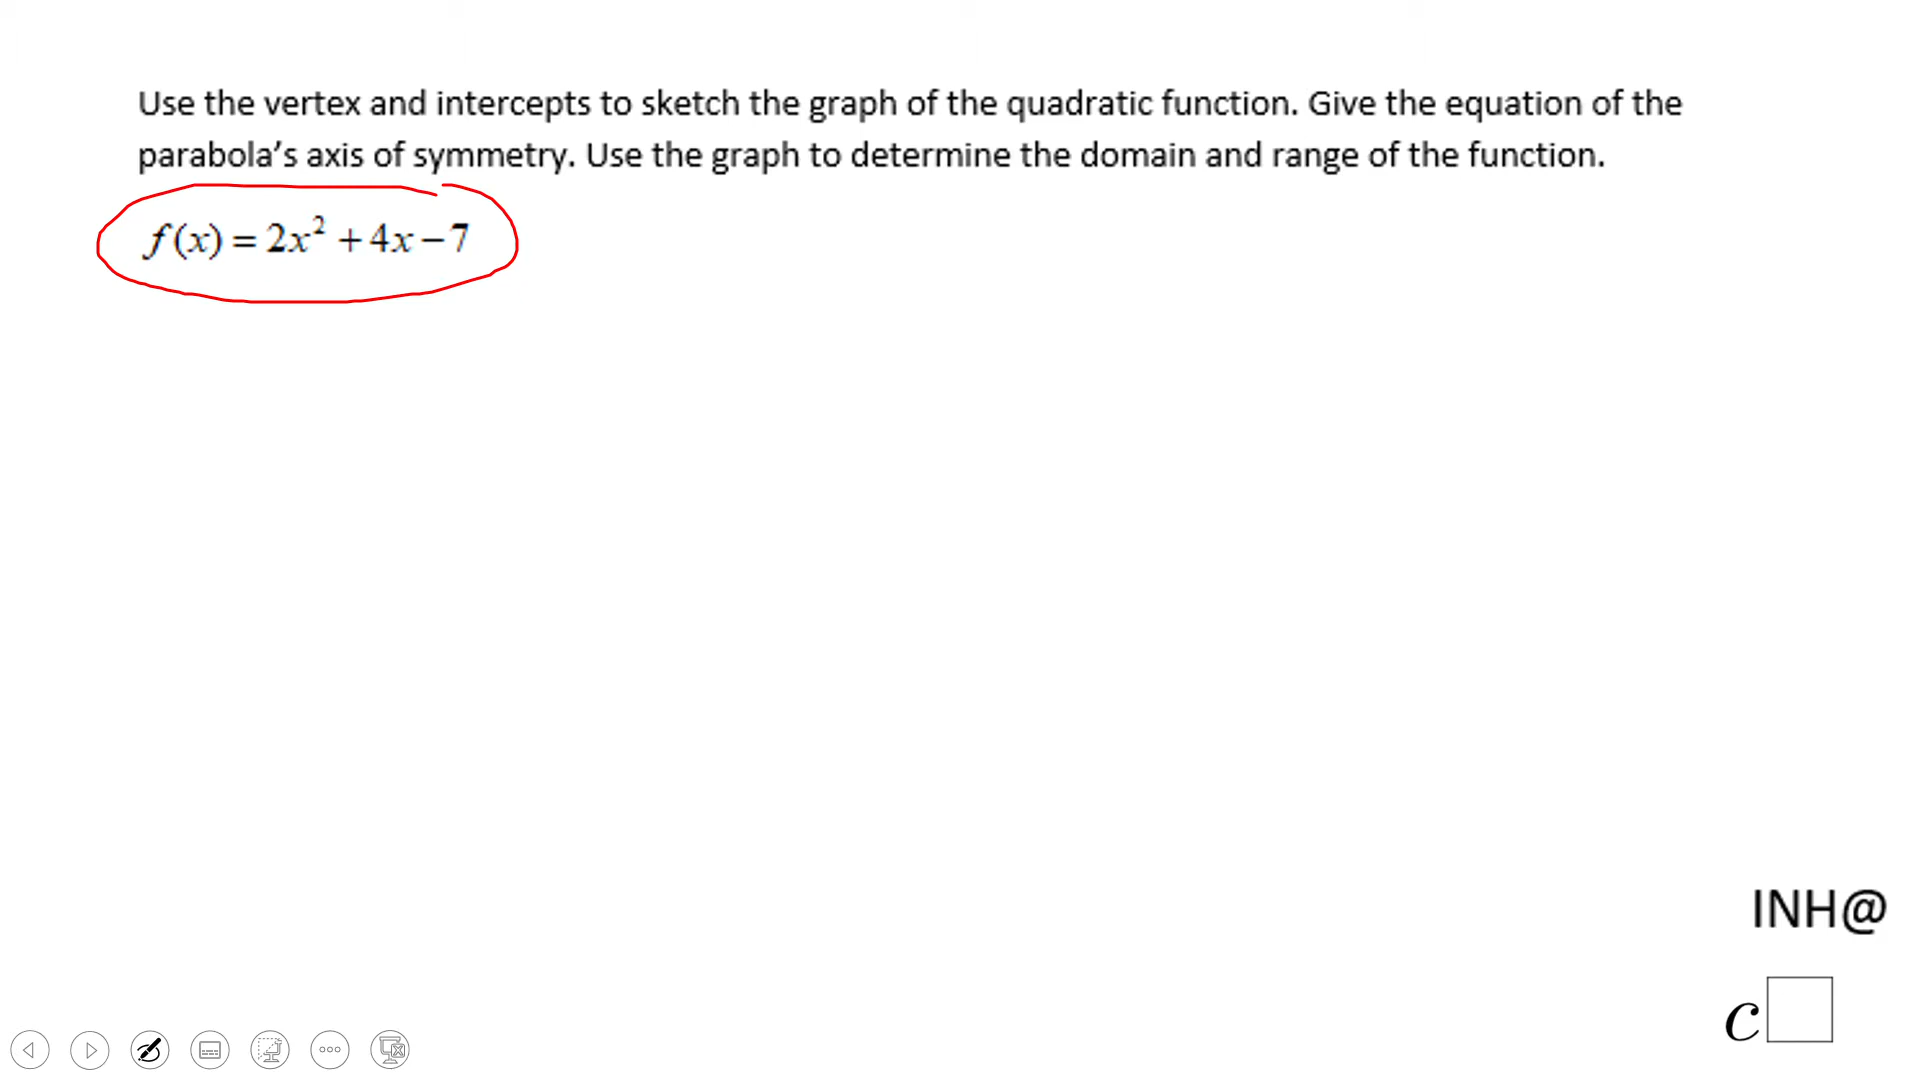 Use the vertex and intercepts to sketch the graph of the quadratic function. Give the equation of the
parabola’s axis of symmetry. Use the graph to determine the domain and range of the function.
f(x) = 2x² + 4x − 7
INH@
c□